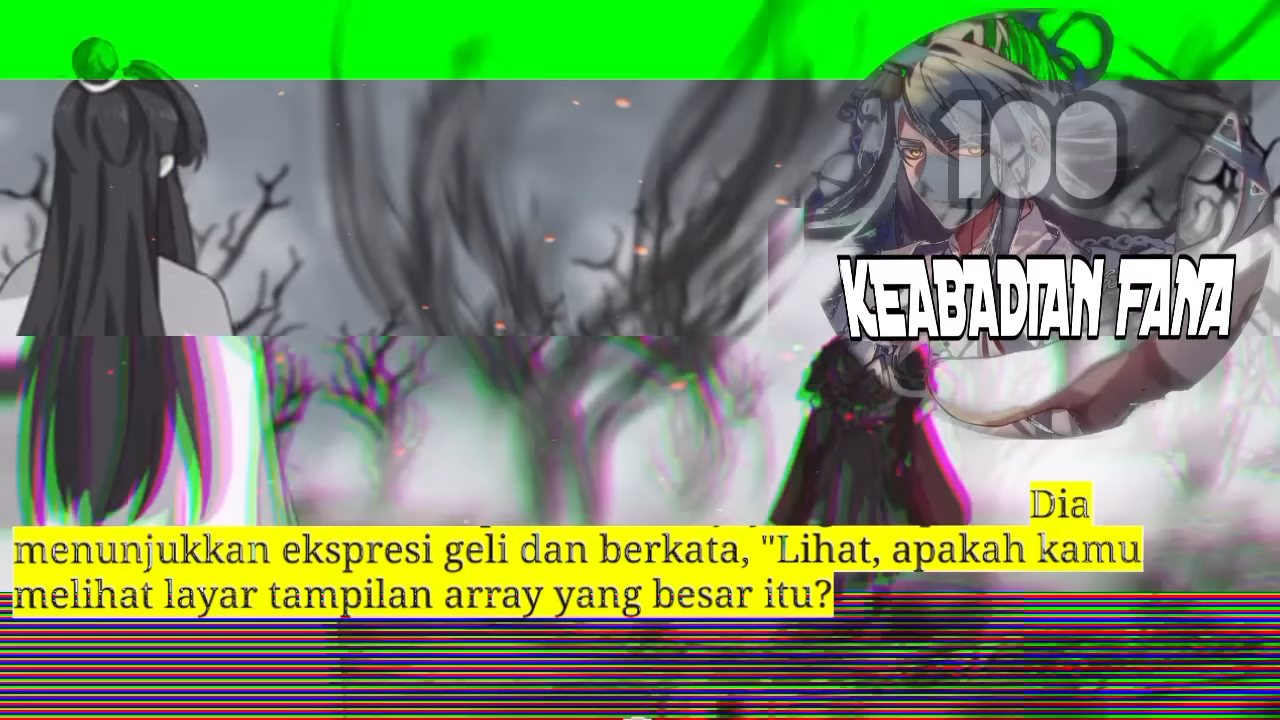 100
KEABADIAN FANA
Dia
menunjukkan ekspresi geli dan berkata, "Lihat, apakah kamu
melihat layar tampilan array yang besar itu?